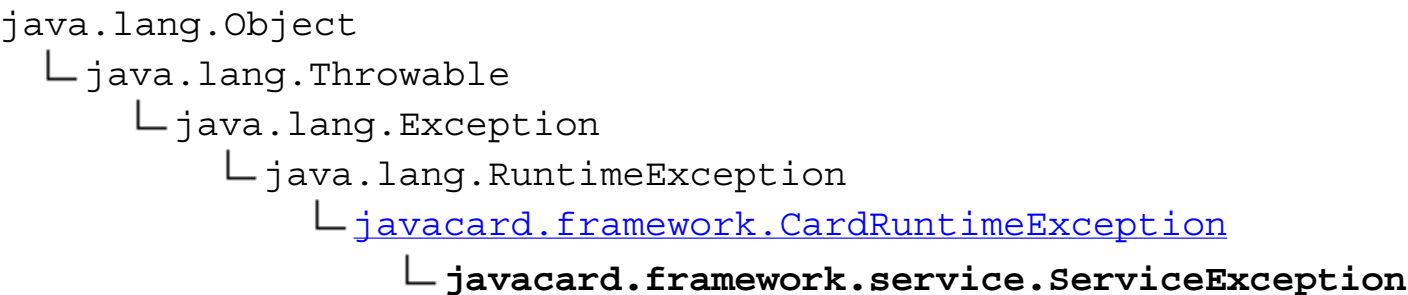 java.lang.Object
java.lang.Throwable
java.lang.Exception
java.lang.RuntimeException
javacard.framework.CardRuntimeException
javacard.framework.service.ServiceException